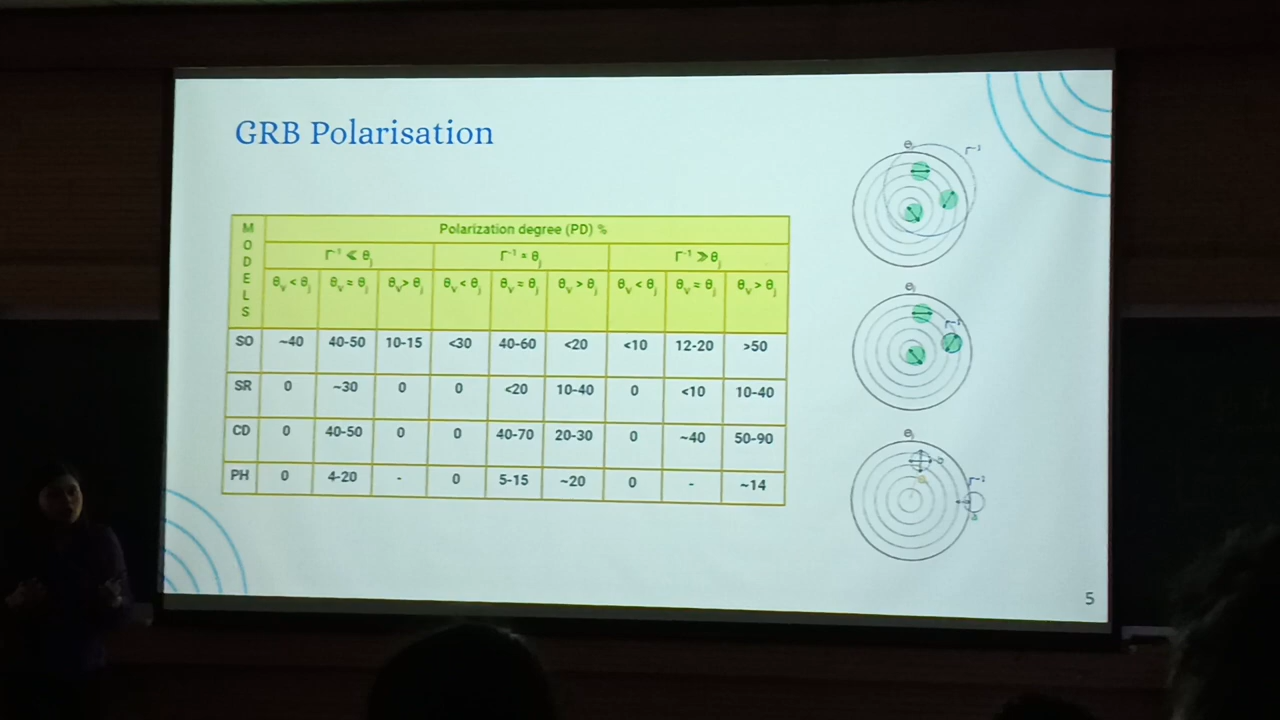 GRB Polarisation
MODELS
Polarization degree (PD) %
Γ⁻¹ ≪ θj Γ⁻¹ ≈ θj Γ⁻¹ ≫ θj
θv < θj θv ≈ θj θv > θj θv < θj θv ≈ θj θv > θj θv < θj θv ≈ θj θv > θj
SO ~40 40-50 10-15 <30 40-60 <20 <10 12-20 >50
SR 0 ~30 0 0 <20 10-40 0 <10 10-40
CD 0 40-50 0 0 40-70 20-30 0 ~40 50-90
PH 0 4-20 - 0 5-15 ~20 0 - ~14
θj Γ⁻¹
θj Γ⁻¹
θj
Γ⁻¹
5